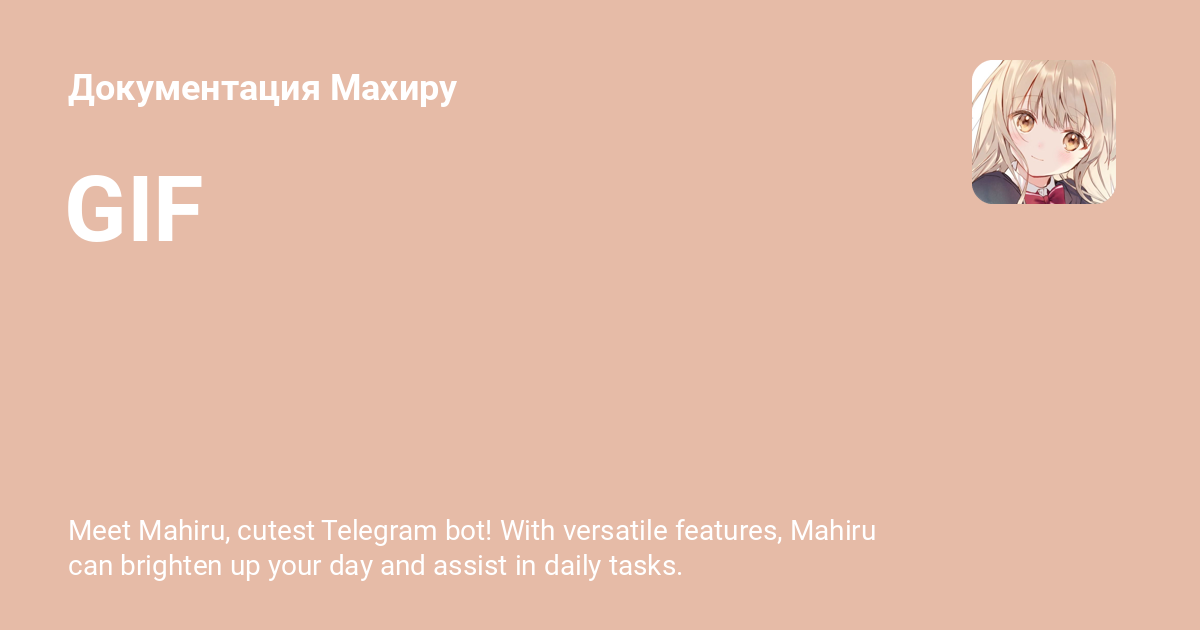 Документация Махиру
GIF
Meet Mahiru, cutest Telegram bot! With versatile features, Mahiru
can brighten up your day and assist in daily tasks.